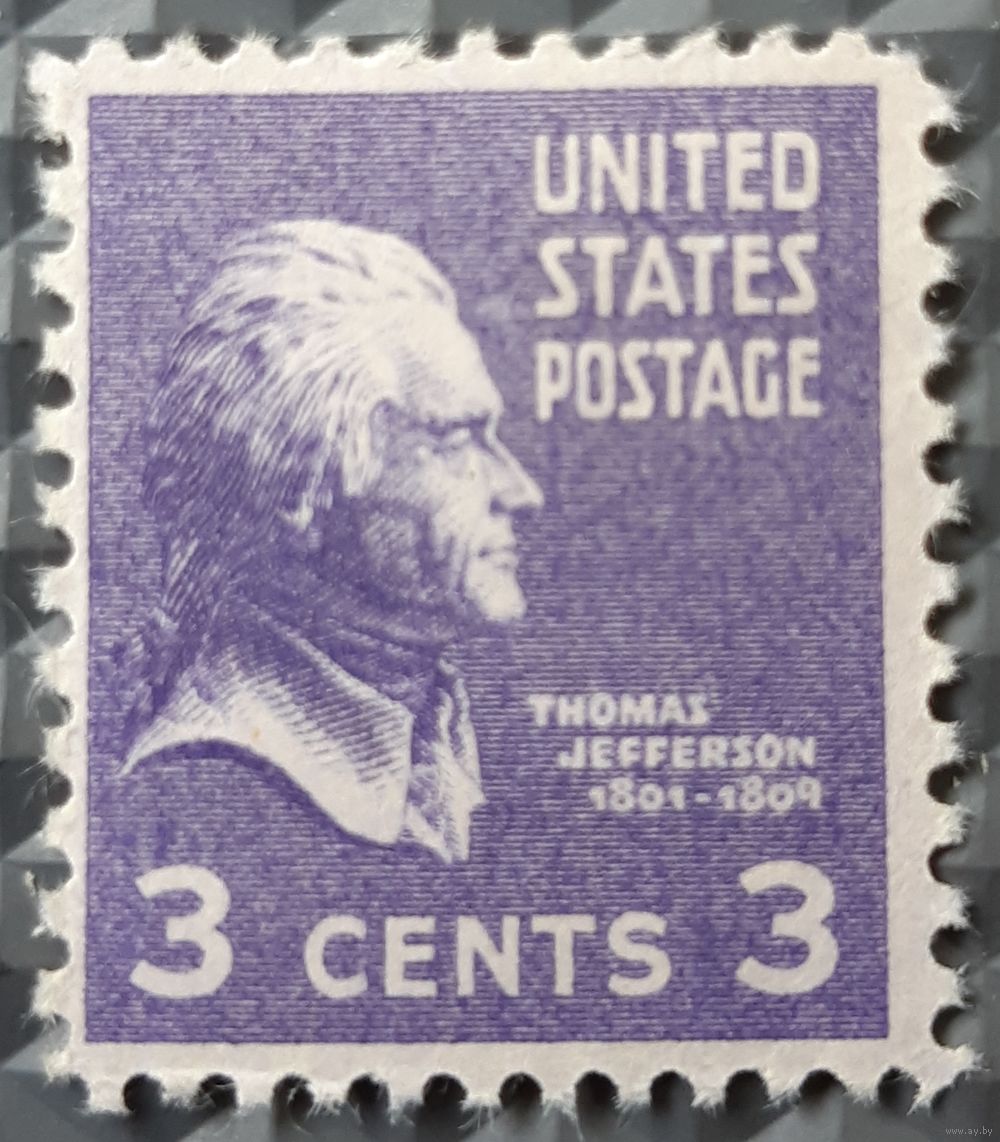 UNITED
STATES
POSTAGE
THOMAS
JEFFERSON
1801-1809
3 CENTS 3
www.ay.by